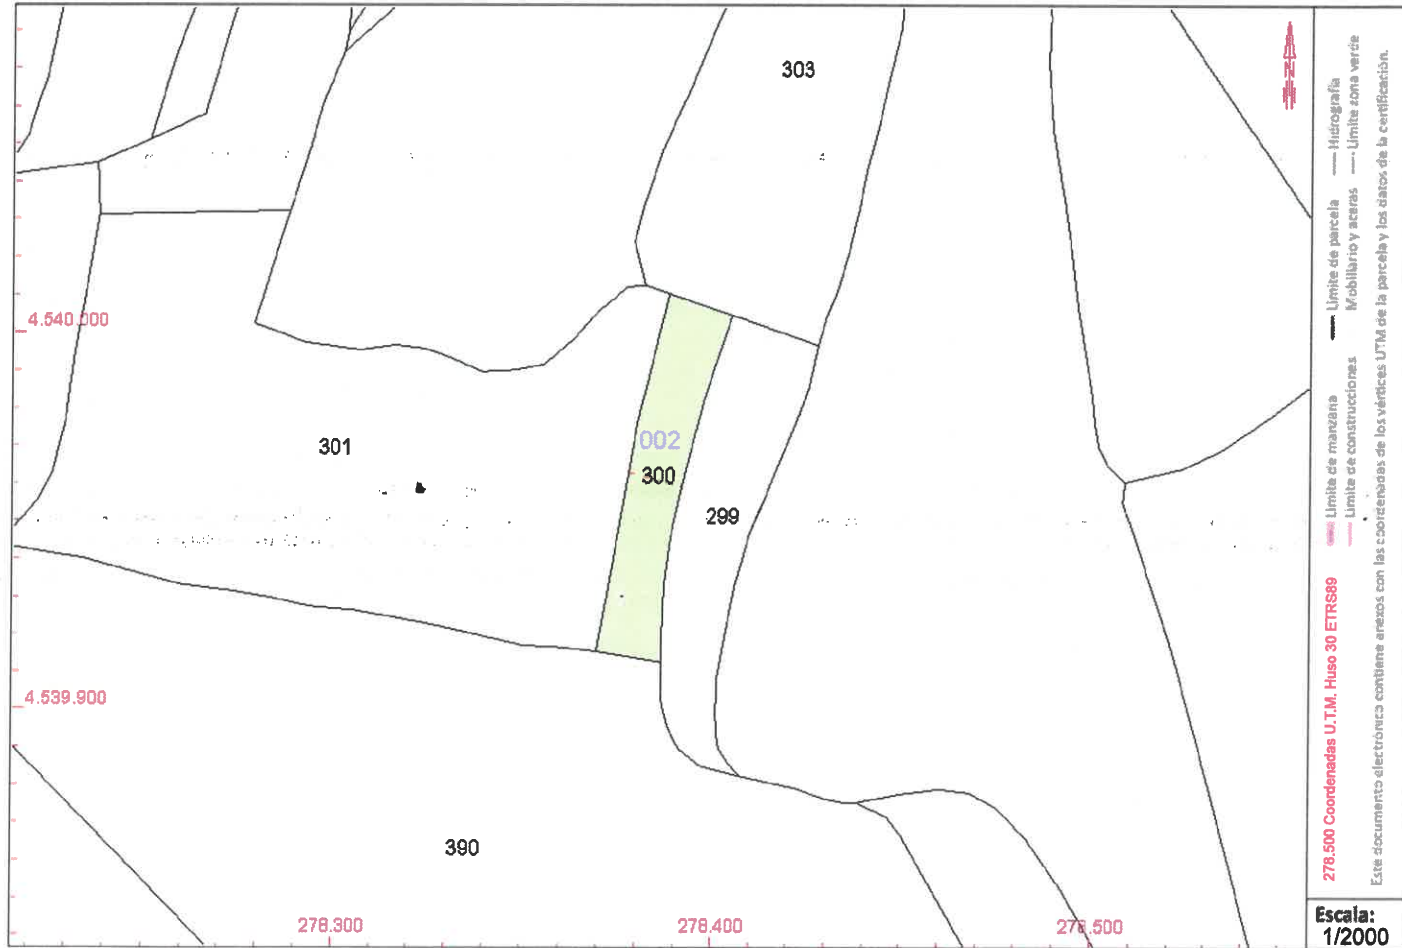 303
4.540.000
301
002
300
299
4.539.900
390
278.300
278.400
278.500
N
278.500 Coordenadas U.T.M. Huso 30 ETRS89
Límite de manzana
Límite de parcela
Hidrografía
Límite de construcciones
Mobiliario y aceras
Límite zona verde
Este documento electrónico contiene anexos con las coordenadas de los vértices UTM de la parcela y los datos de la certificación.
Escala:
1/2000